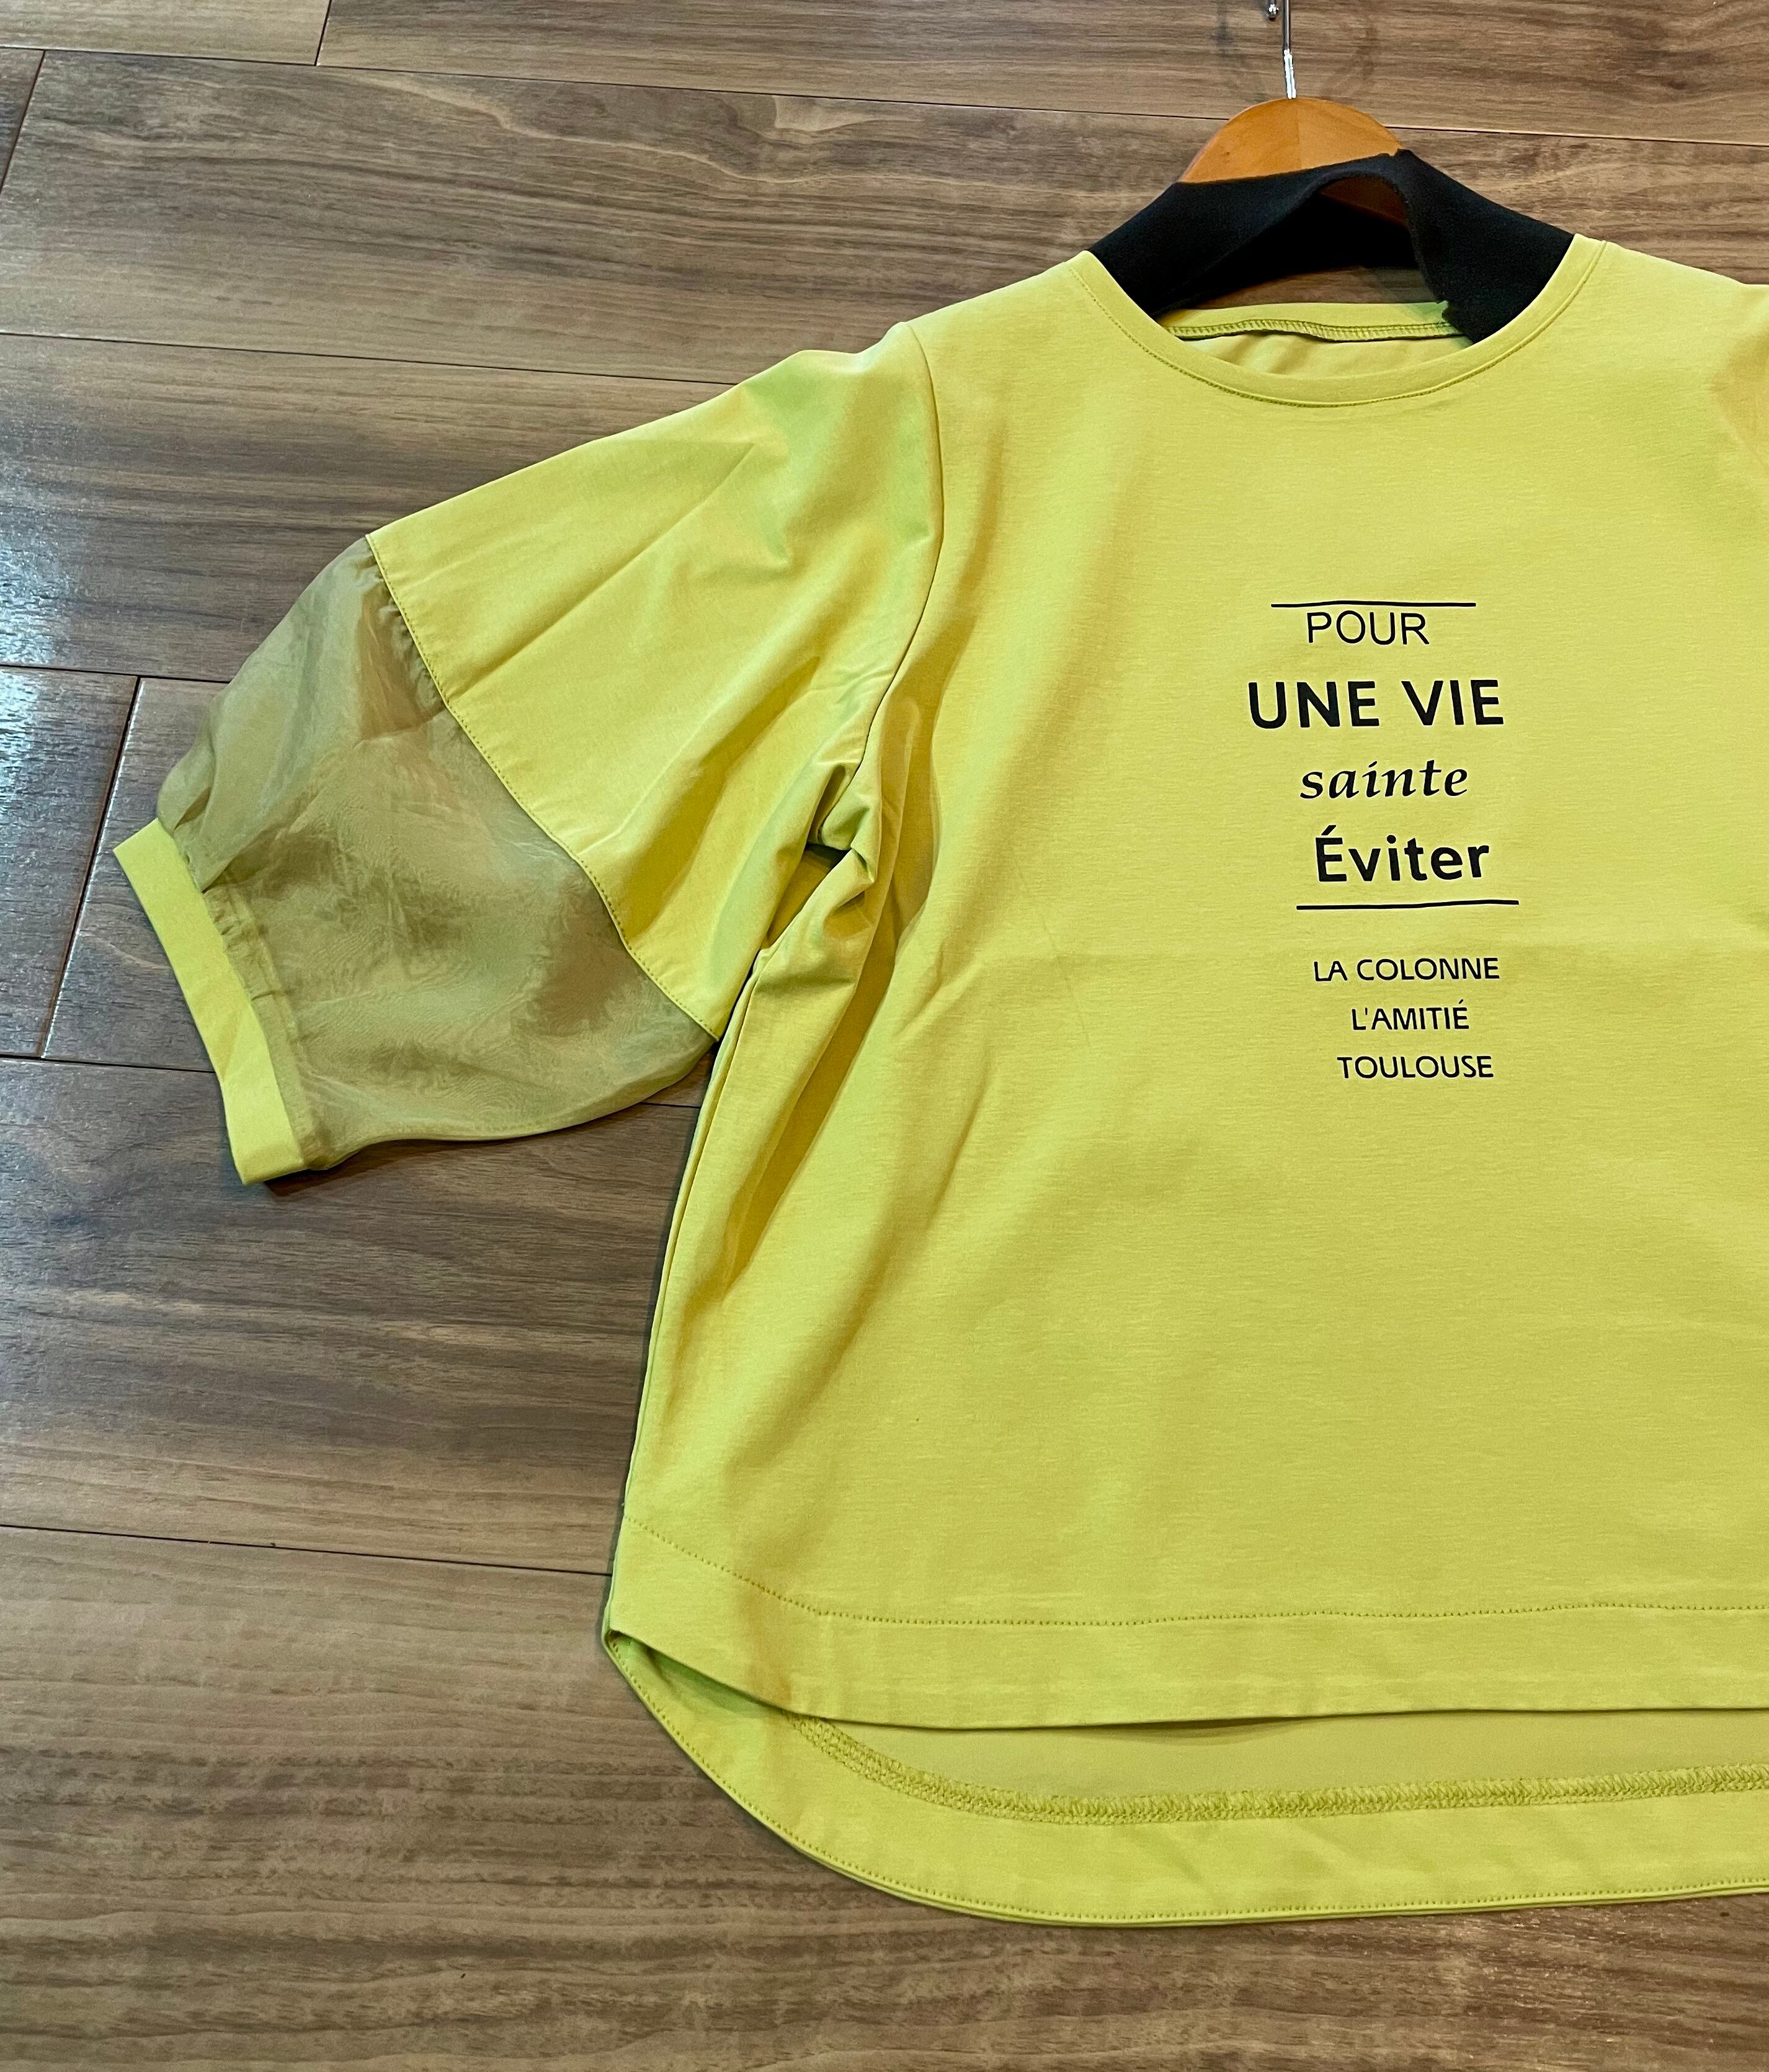 POUR
UNE VIE
sainte
Éviter
LA COLONNE
L'AMITIÉ
TOULOUSE